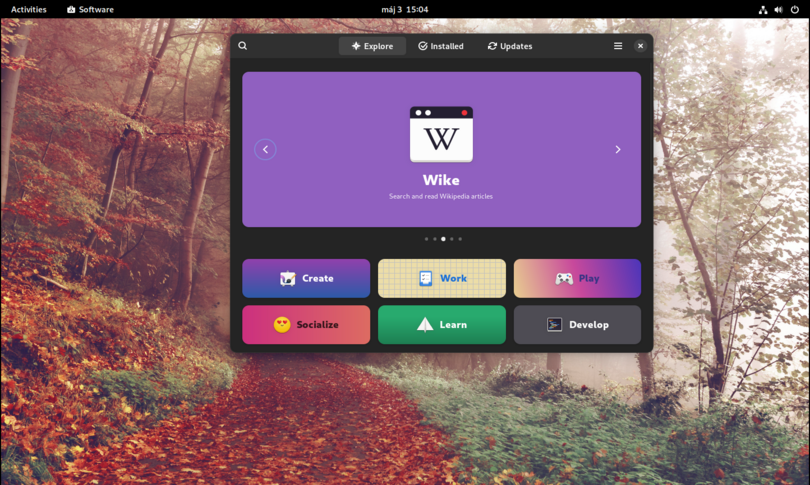 Activities Software máj 3 15:04
Explore Installed Updates
W
Wike
Search and read Wikipedia articles
Create Work Play
Socialize Learn Develop